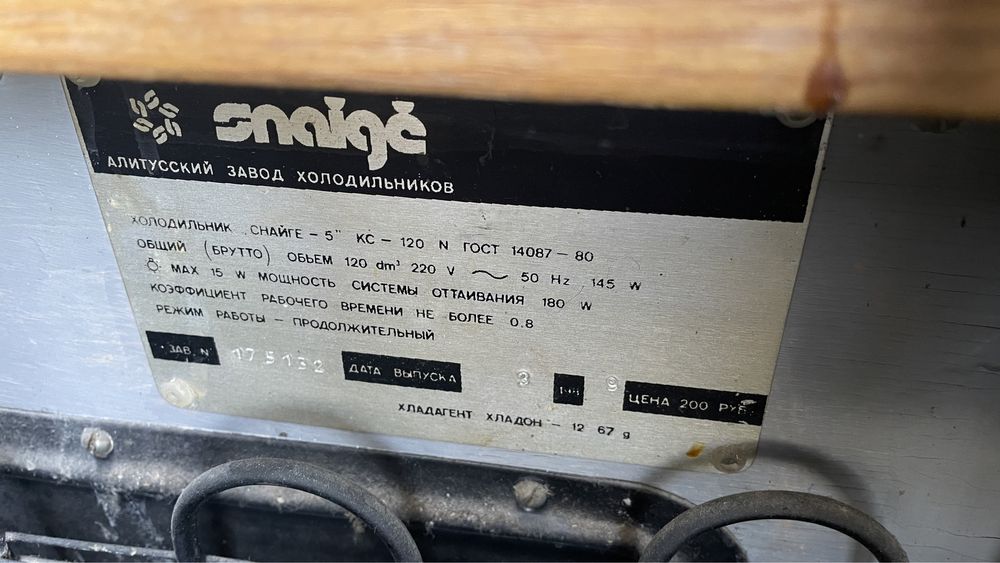 snaigė
АЛИТУССКИЙ ЗАВОД ХОЛОДИЛЬНИКОВ
ХОЛОДИЛЬНИК „СНАЙГЕ – 5" КС – 120 N ГОСТ 14087 – 80
ОБЩИЙ (БРУТТО) ОБЪЕМ 120 dm³ 220 V ~ 50 Hz 145 W
MAX 15 W МОЩНОСТЬ СИСТЕМЫ ОТТАИВАНИЯ 180 W
КОЭФФИЦИЕНТ РАБОЧЕГО ВРЕМЕНИ НЕ БОЛЕЕ 0.8
РЕЖИМ РАБОТЫ – ПРОДОЛЖИТЕЛЬНЫЙ
ЗАВ. N 175132 ДАТА ВЫПУСКА 3 9 ЦЕНА 200 РУБ.
ХЛАДАГЕНТ ХЛАДОН – 12 67 g